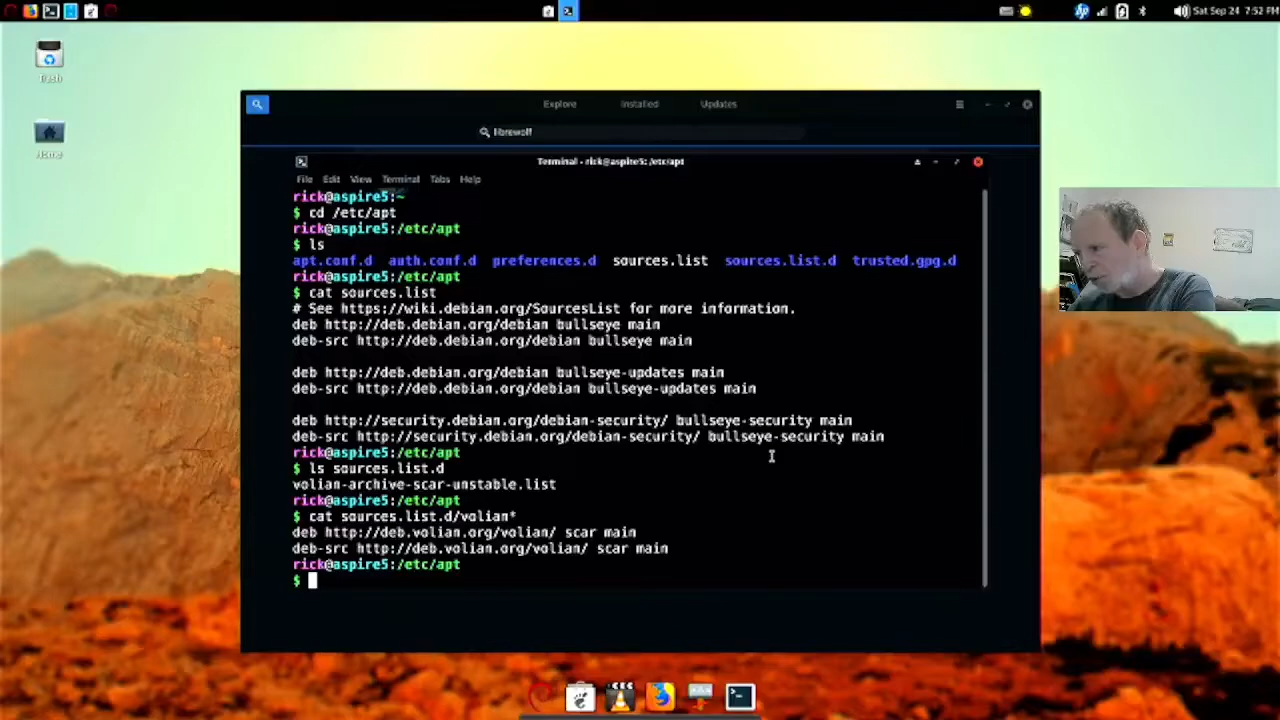 Sat Sep 24 7:52 PM
Trash
Home
Explore Installed Updates
librewolf
Terminal - rick@aspire5: /etc/apt
File Edit View Terminal Tabs Help
rick@aspire5:~
$ cd /etc/apt
rick@aspire5:/etc/apt
$ ls
apt.conf.d auth.conf.d preferences.d sources.list sources.list.d trusted.gpg.d
rick@aspire5:/etc/apt
$ cat sources.list
# See https://wiki.debian.org/SourcesList for more information.
deb http://deb.debian.org/debian bullseye main
deb-src http://deb.debian.org/debian bullseye main
deb http://deb.debian.org/debian bullseye-updates main
deb-src http://deb.debian.org/debian bullseye-updates main
deb http://security.debian.org/debian-security/ bullseye-security main
deb-src http://security.debian.org/debian-security/ bullseye-security main
rick@aspire5:/etc/apt
$ ls sources.list.d
volian-archive-scar-unstable.list
rick@aspire5:/etc/apt
$ cat sources.list.d/volian*
deb http://deb.volian.org/volian/ scar main
deb-src http://deb.volian.org/volian/ scar main
rick@aspire5:/etc/apt
$